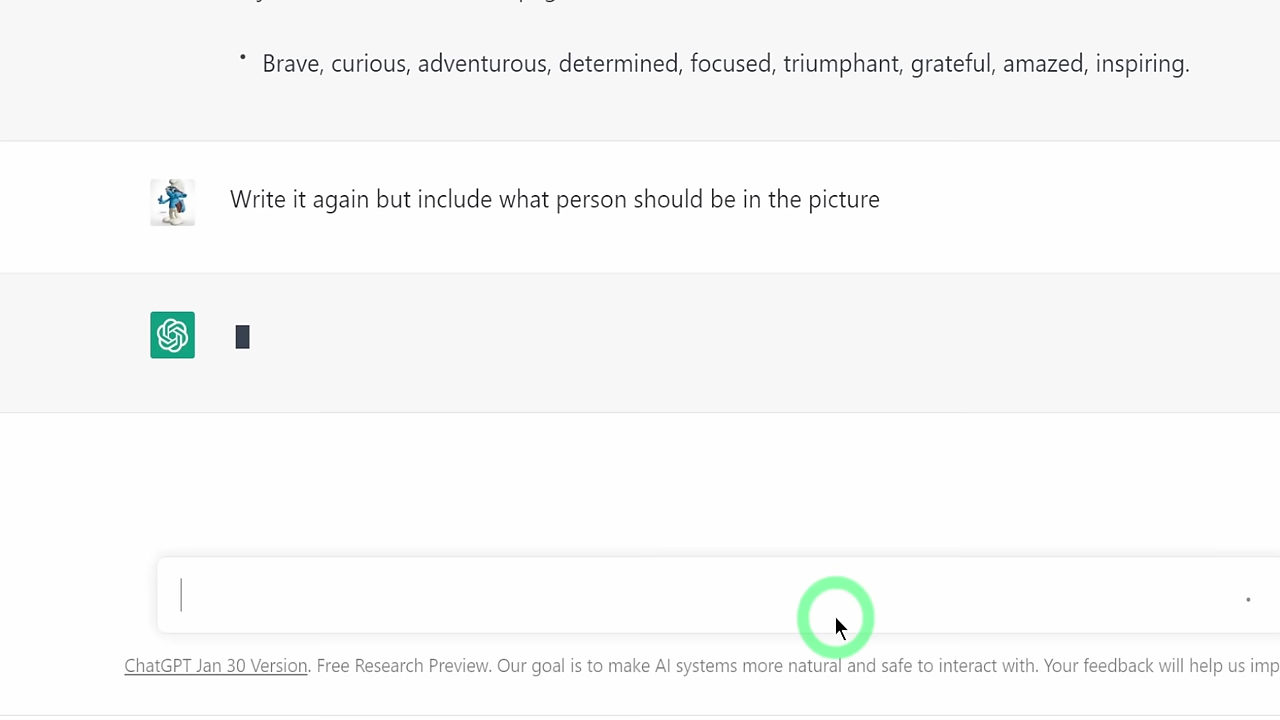 Brave, curious, adventurous, determined, focused, triumphant, grateful, amazed, inspiring.
Write it again but include what person should be in the picture
ChatGPT Jan 30 Version. Free Research Preview. Our goal is to make AI systems more natural and safe to interact with. Your feedback will help us imp